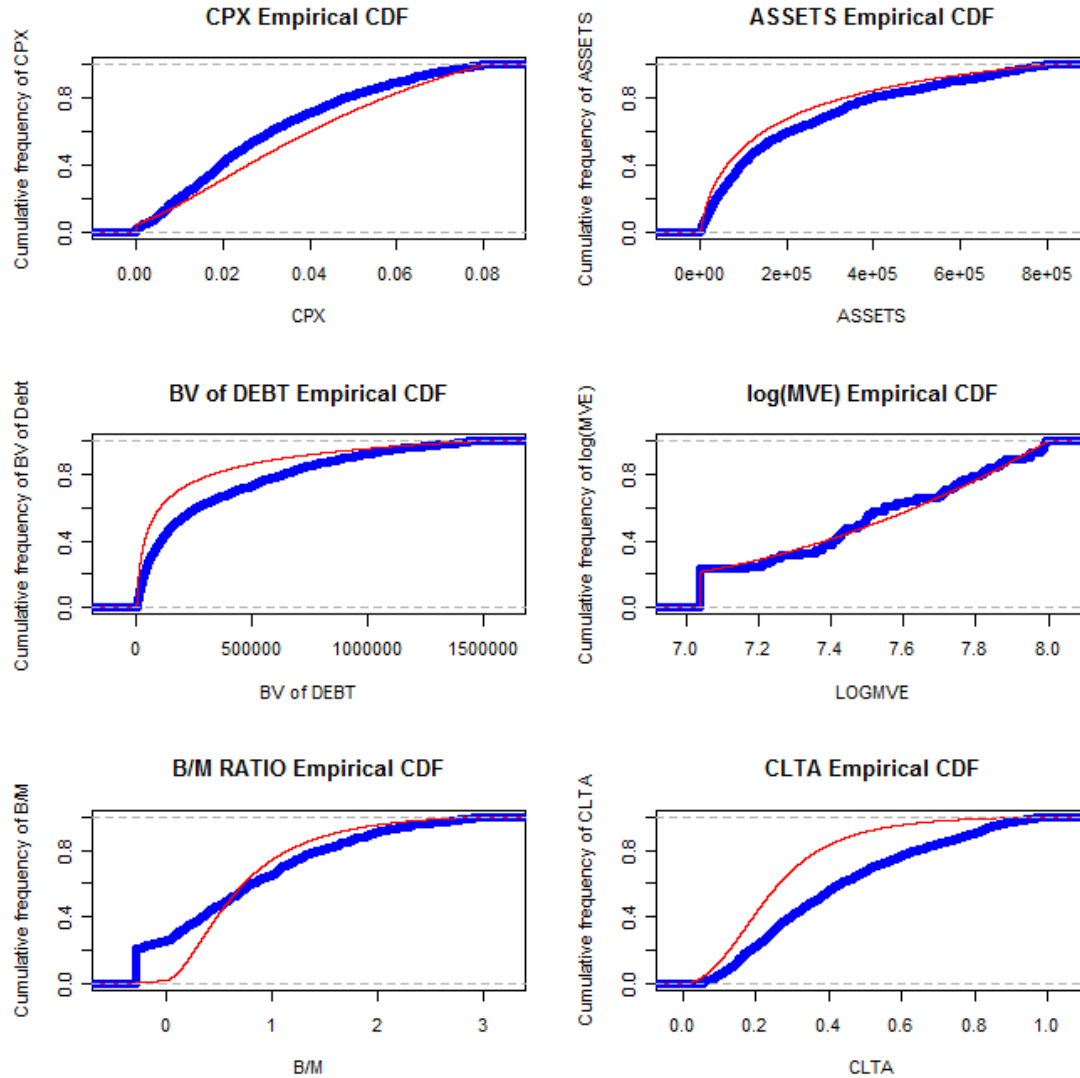 CPX Empirical CDF
Cumulative frequency of CPX
0.0 0.4 0.8
0.00 0.02 0.04 0.06 0.08
CPX
ASSETS Empirical CDF
Cumulative frequency of ASSETS
0.0 0.4 0.8
0e+00 2e+05 4e+05 6e+05 8e+05
ASSETS
BV of DEBT Empirical CDF
Cumulative frequency of BV of Debt
0.0 0.4 0.8
0 500000 1000000 1500000
BV of DEBT
log(MVE) Empirical CDF
Cumulative frequency of log(MVE)
0.0 0.4 0.8
7.0 7.2 7.4 7.6 7.8 8.0
LOGMVE
B/M RATIO Empirical CDF
Cumulative frequency of B/M
0.0 0.4 0.8
0 1 2 3
B/M
CLTA Empirical CDF
Cumulative frequency of CLTA
0.0 0.4 0.8
0.0 0.2 0.4 0.6 0.8 1.0
CLTA